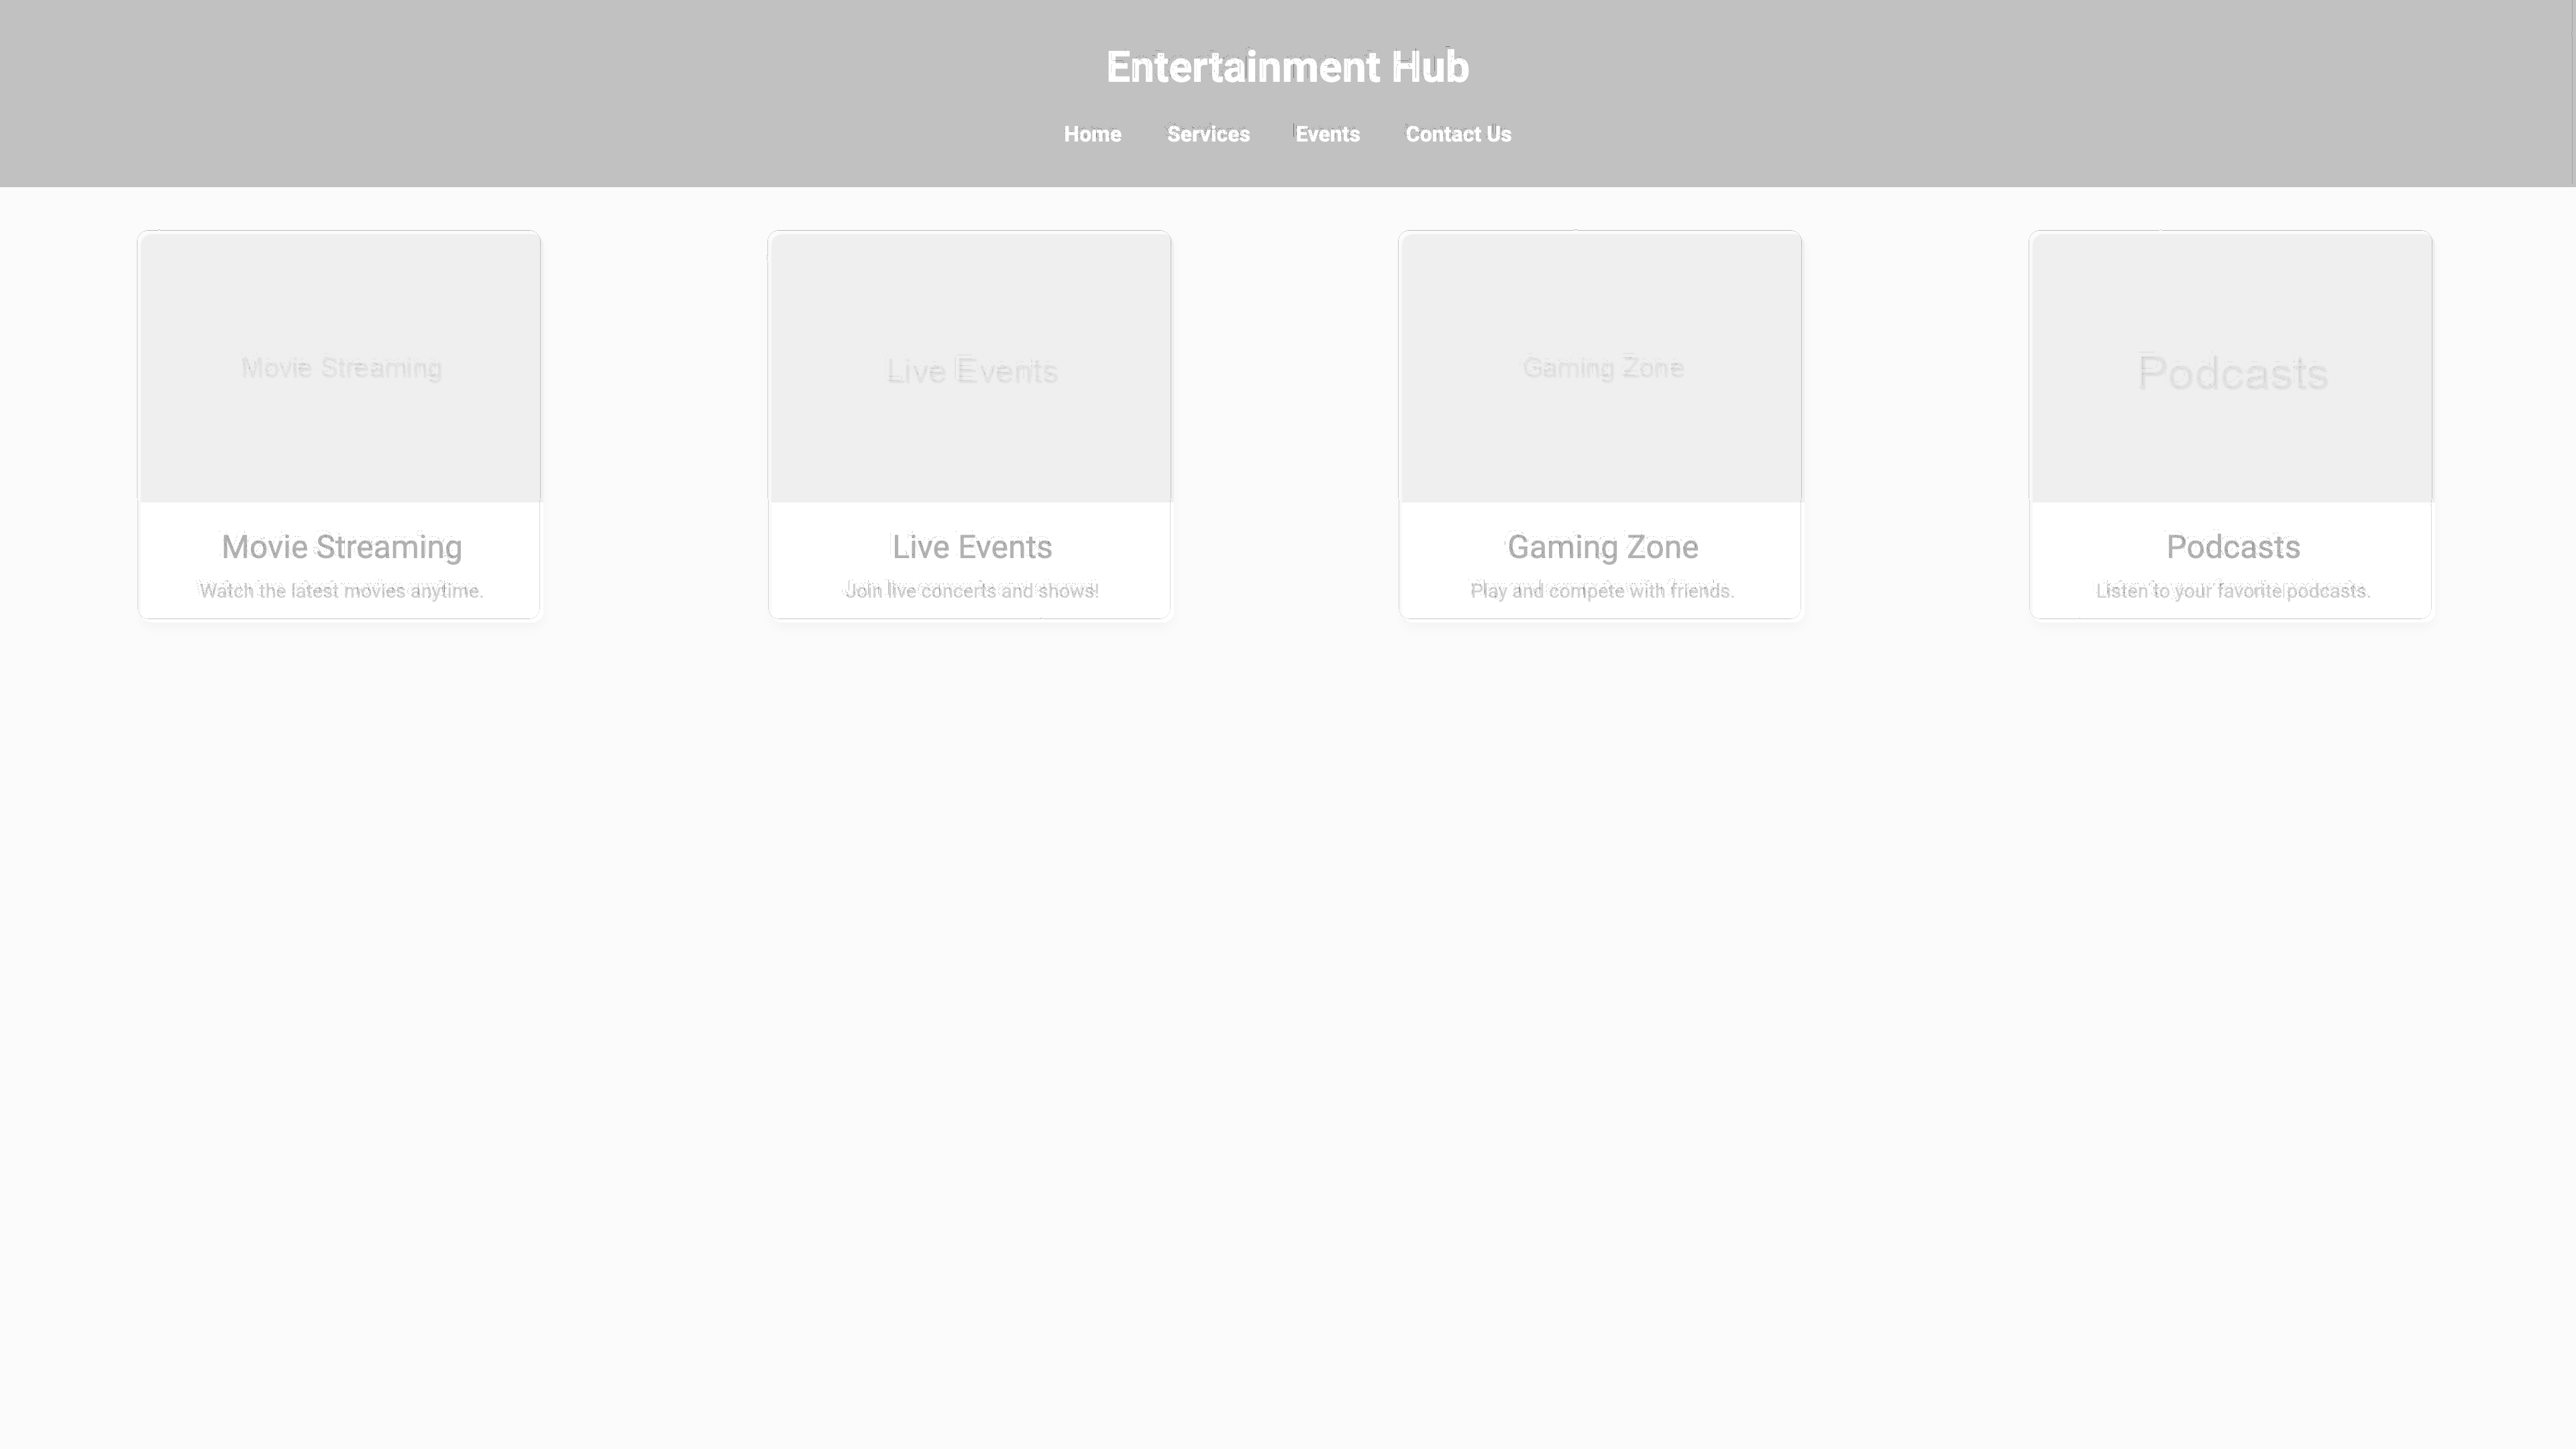 Entertainment Hub
Home Services Events Contact Us
Movie Streaming
Movie Streaming
Watch the latest movies anytime.
Live Events
Live Events
Join live concerts and shows!
Gaming Zone
Gaming Zone
Play and compete with friends.
Podcasts
Podcasts
Listen to your favorite podcasts.